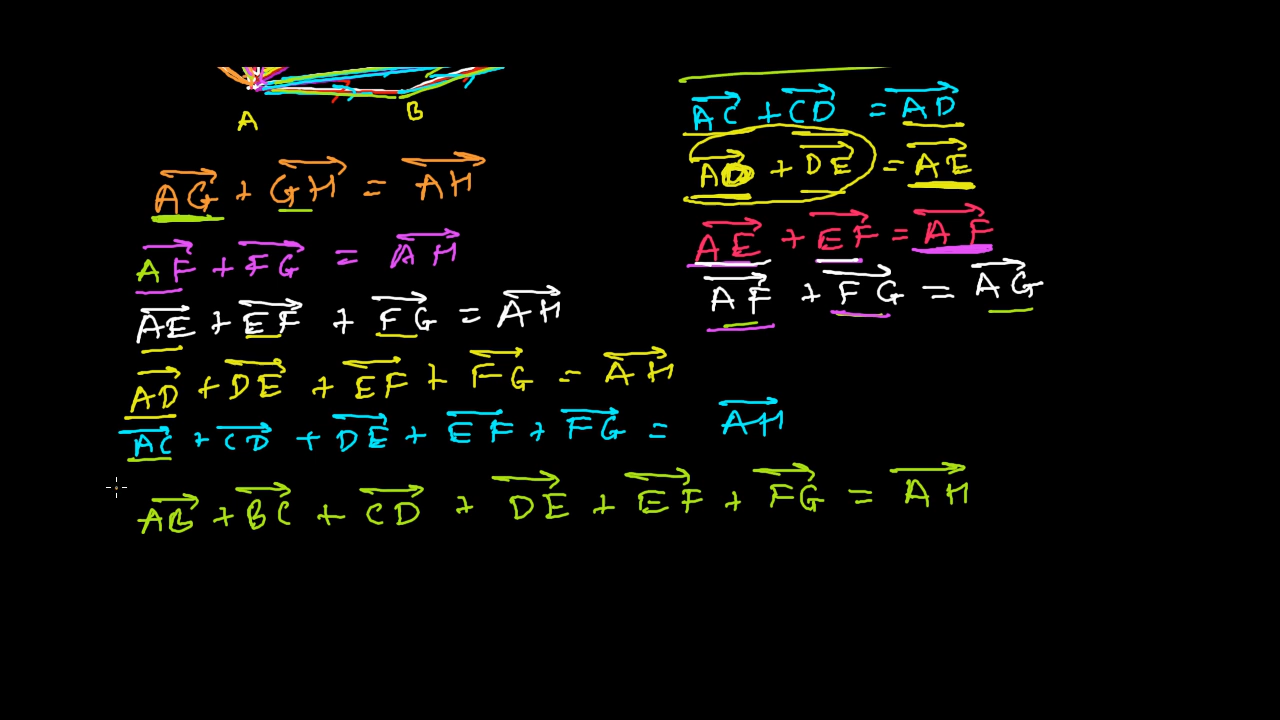 A B
AG + GH = AH
AF + FG = AH
AE + EF + FG = AH
AD + DE + EF + FG = AH
AC + CD + DE + EF + FG = AH
AB + BC + CD + DE + EF + FG = AH
AC + CD = AD
AD + DE = AE
AE + EF = AF
AF + FG = AG